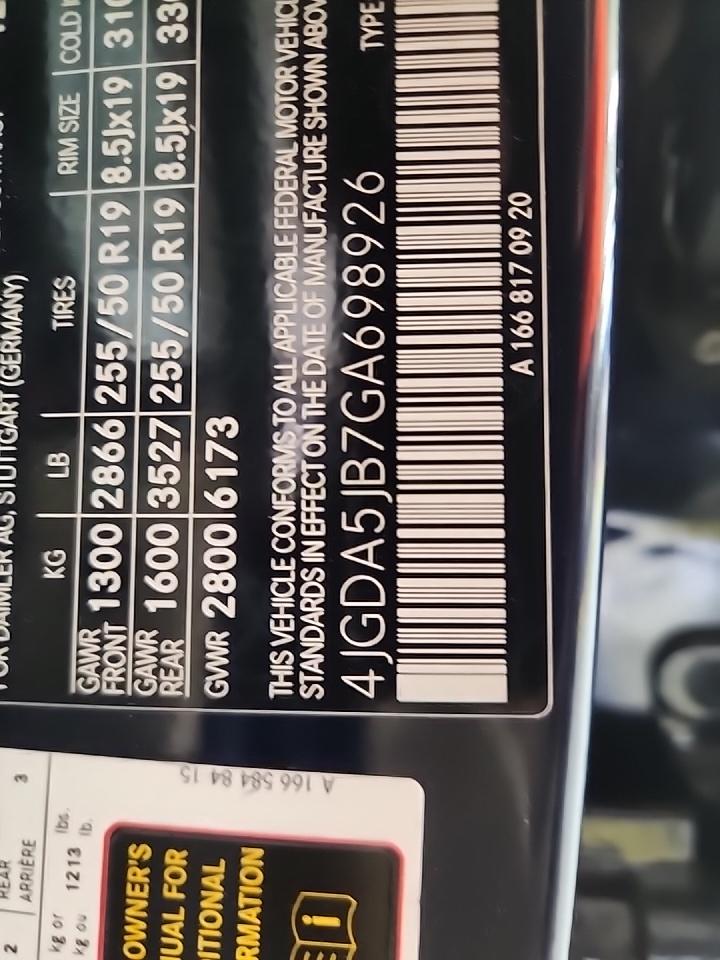 FOR DAIMLER AG, STUTTGART (GERMANY)
KG LB TIRES RIM SIZE COLD
GAWR FRONT 1300 2866 255/50 R19 8.5Jx19 310
GAWR REAR 1600 3527 255/50 R19 8.5Jx19 330
GVWR 2800 6173
THIS VEHICLE CONFORMS TO ALL APPLICABLE FEDERAL MOTOR VEHIC
STANDARDS IN EFFECT ON THE DATE OF MANUFACTURE SHOWN ABOV
4JGDA5JB7GA698926 TYPE
A 166 817 09 20
A 166 584 84 15
2 REAR
ARRIÈRE 3
kg or 1213 lbs.
kg ou lb.
OWNER'S
UAL FOR
ITIONAL
RMATION
i